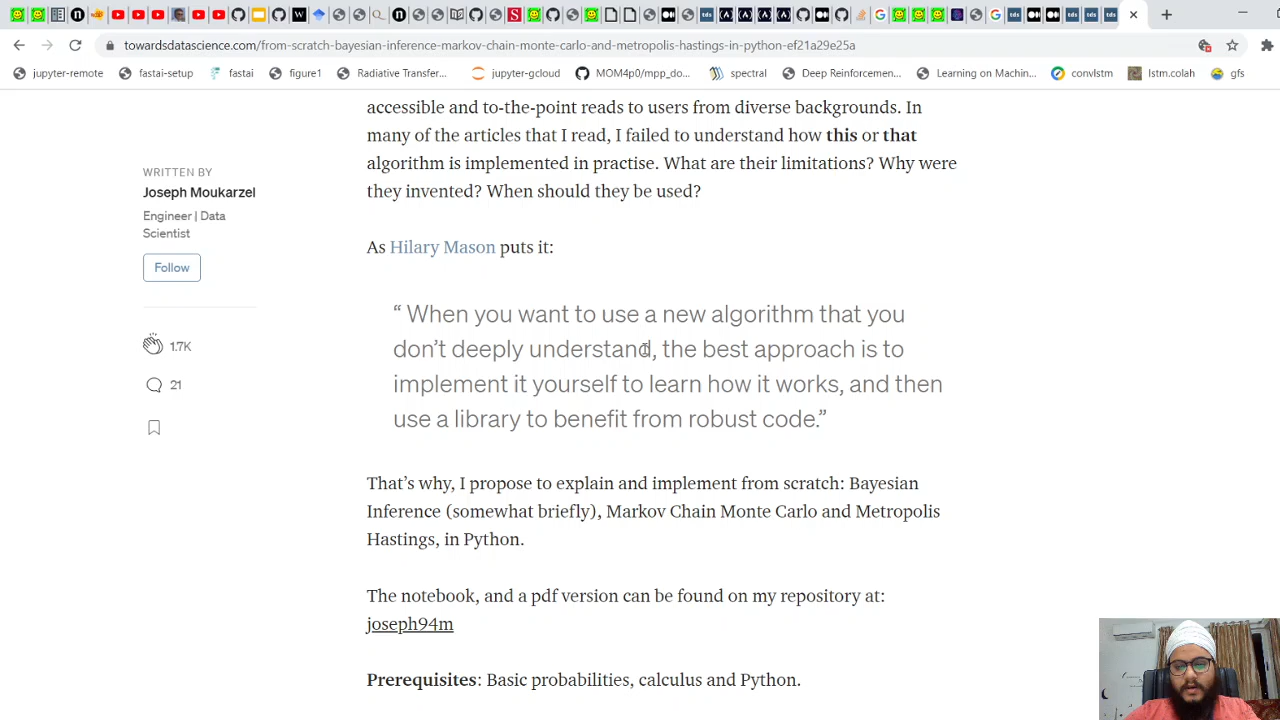 towardsdatascience.com/from-scratch-bayesian-inference-markov-chain-monte-carlo-and-metropolis-hastings-in-python-ef21a29e25a
jupyter-remote fastai-setup fastai figure1 Radiative Transfer... jupyter-gcloud MOM4p0/mpp_do... spectral Deep Reinforcemen... Learning on Machin... convlstm lstm.colah gfs
accessible and to-the-point reads to users from diverse backgrounds. In
many of the articles that I read, I failed to understand how this or that
algorithm is implemented in practise. What are their limitations? Why were
they invented? When should they be used?
WRITTEN BY
Joseph Moukarzel
Engineer | Data
Scientist
Follow
1.7K
21
As Hilary Mason puts it:
“ When you want to use a new algorithm that you
don’t deeply understand, the best approach is to
implement it yourself to learn how it works, and then
use a library to benefit from robust code.”
That’s why, I propose to explain and implement from scratch: Bayesian
Inference (somewhat briefly), Markov Chain Monte Carlo and Metropolis
Hastings, in Python.
The notebook, and a pdf version can be found on my repository at:
joseph94m
Prerequisites: Basic probabilities, calculus and Python.